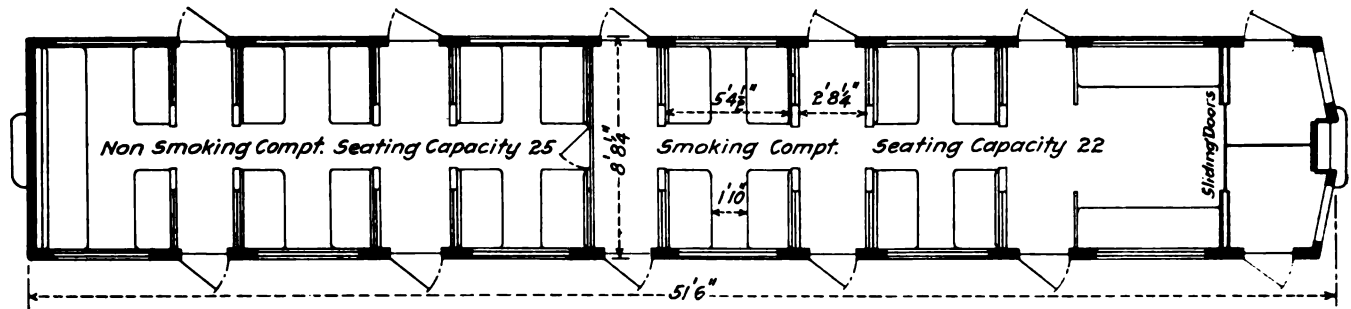 5'4½" 2'8¼"
Non Smoking Compt. Seating Capacity 25 8'8¼" Smoking Compt. Seating Capacity 22 Sliding Doors
1'10"
51'6"